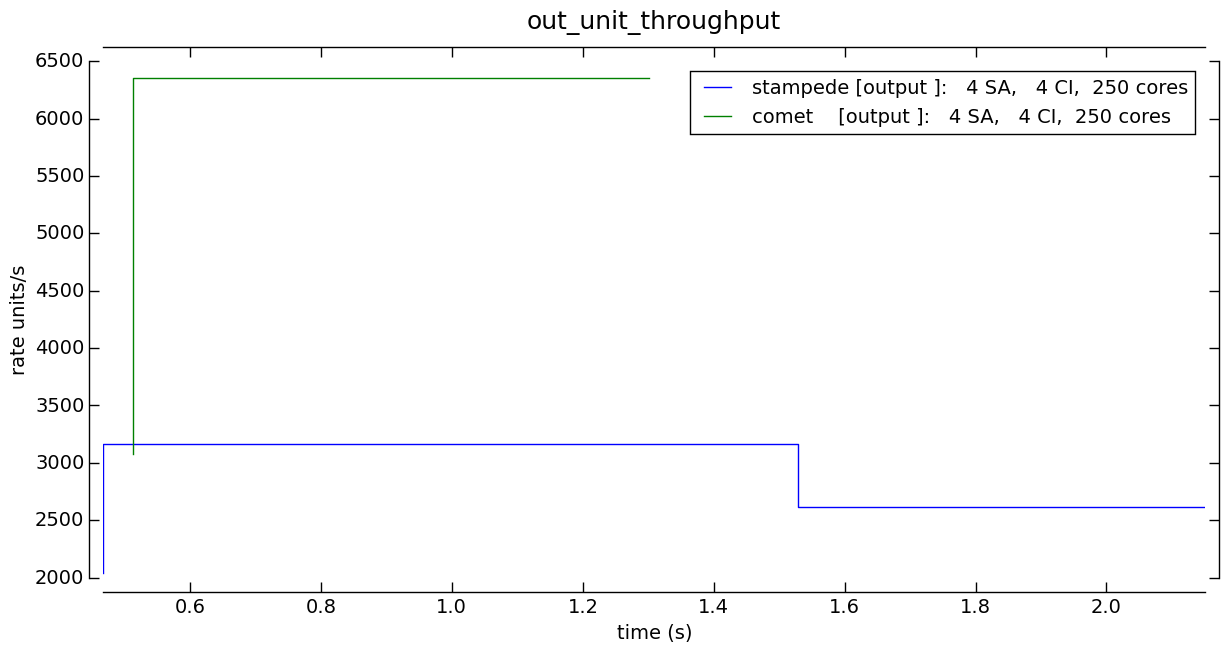 out_unit_throughput
6500
6000
5500
5000
4500
4000
3500
3000
2500
2000
rate units/s
stampede [output ]:   4 SA,   4 CI,  250 cores
comet    [output ]:   4 SA,   4 CI,  250 cores
0.6 0.8 1.0 1.2 1.4 1.6 1.8 2.0
time (s)